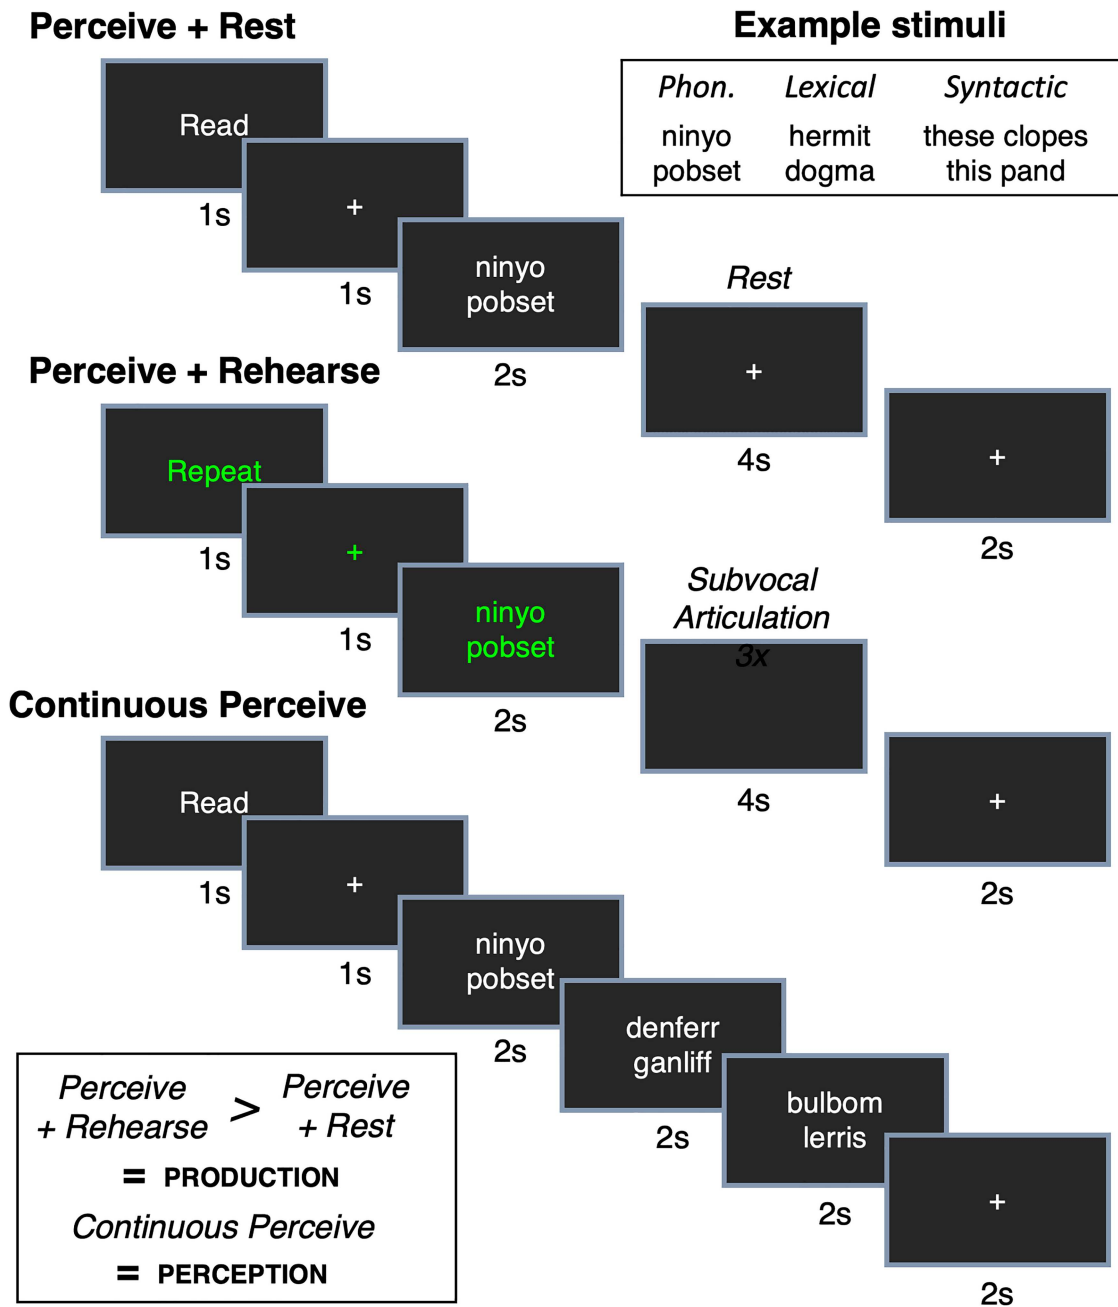 Perceive + Rest
Read
1s
+
1s
ninyo
pobset
2s
Rest
+
4s
+
2s
Example stimuli
Phon. Lexical Syntactic
ninyo hermit these clopes
pobset dogma this pand
Perceive + Rehearse
Repeat
1s
+
1s
ninyo
pobset
2s
Subvocal
Articulation
3x
4s
+
2s
Continuous Perceive
Read
1s
+
1s
ninyo
pobset
2s
denferr
ganliff
2s
bulbom
lerris
2s
+
2s
Perceive + Rehearse > Perceive + Rest
= PRODUCTION
Continuous Perceive
= PERCEPTION